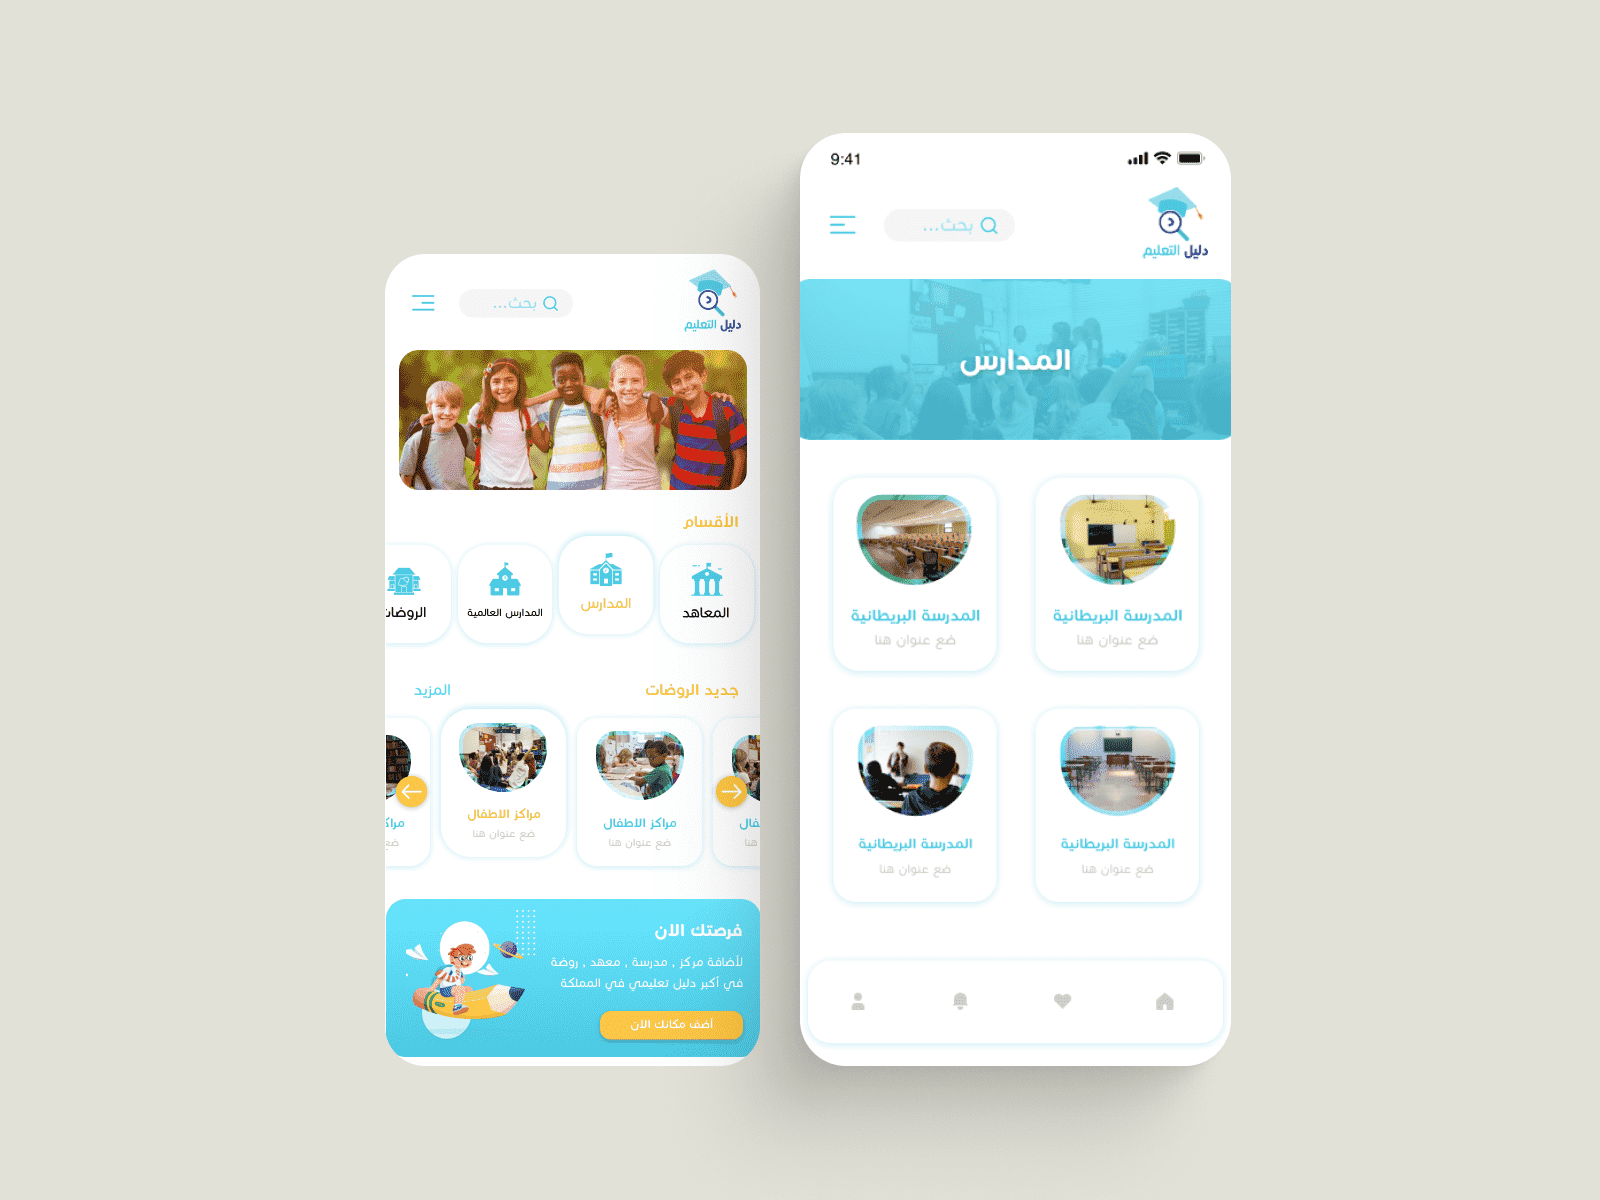 بحث...
دليل التعليم
الأقسام
المعاهد
المدارس
المدارس العالمية
الروضات
جديد الروضات
المزيد
مراكز الاطفال
ضع عنوان هنا
مراكز الاطفال
ضع عنوان هنا
فرصتك الان
لأضافة مركز , مدرسة , معهد , روضة
في أكبر دليل تعليمي في المملكة
أضف مكانك الان
9:41
بحث...
دليل التعليم
المدارس
المدرسة البريطانية
ضع عنوان هنا
المدرسة البريطانية
ضع عنوان هنا
المدرسة البريطانية
ضع عنوان هنا
المدرسة البريطانية
ضع عنوان هنا